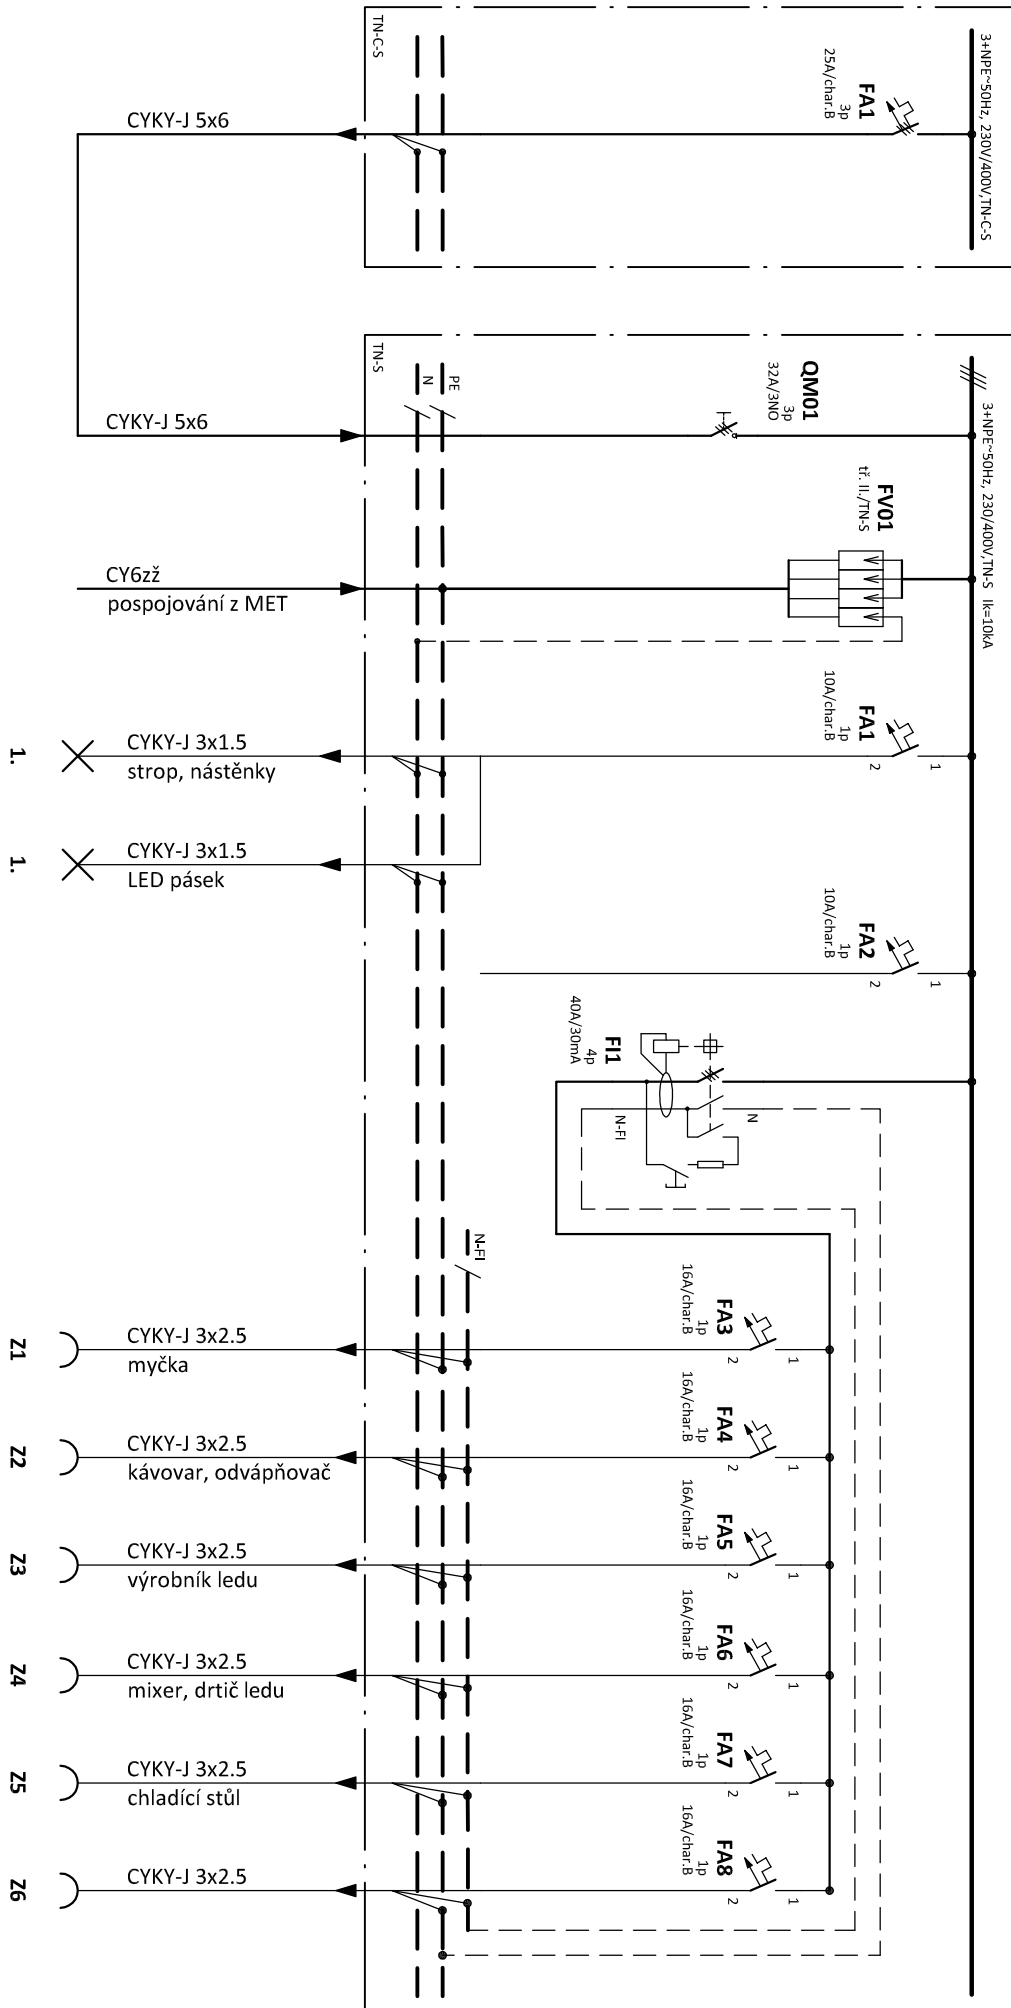 3+NPE~50Hz, 230V/400V,TN-C-S
TN-C-S
FA1
3p
25A/char.B
CYKY-J 5x6
3+NPE~50Hz, 230/400V,TN-S Ik=10kA
TN-S
PE
N
QM01
3p
32A/3NO
CYKY-J 5x6
FV01
tř. II./TN-S
CY6zž
pospojování z MET
FA1
1p
10A/char.B
1
2
CYKY-J 3x1.5
strop, nástěnky
1.
CYKY-J 3x1.5
LED pásek
1.
FA2
1p
10A/char.B
1
2
FI1
4p
40A/30mA
N
N-FI
N-FI
FA3
1p
16A/char.B
1
2
CYKY-J 3x2.5
myčka
Z1
FA4
1p
16A/char.B
1
2
CYKY-J 3x2.5
kávovar, odvápňovač
Z2
FA5
1p
16A/char.B
1
2
CYKY-J 3x2.5
výrobník ledu
Z3
FA6
1p
16A/char.B
1
2
CYKY-J 3x2.5
mixer, drtič ledu
Z4
FA7
1p
16A/char.B
1
2
CYKY-J 3x2.5
chladící stůl
Z5
FA8
1p
16A/char.B
1
2
CYKY-J 3x2.5
Z6